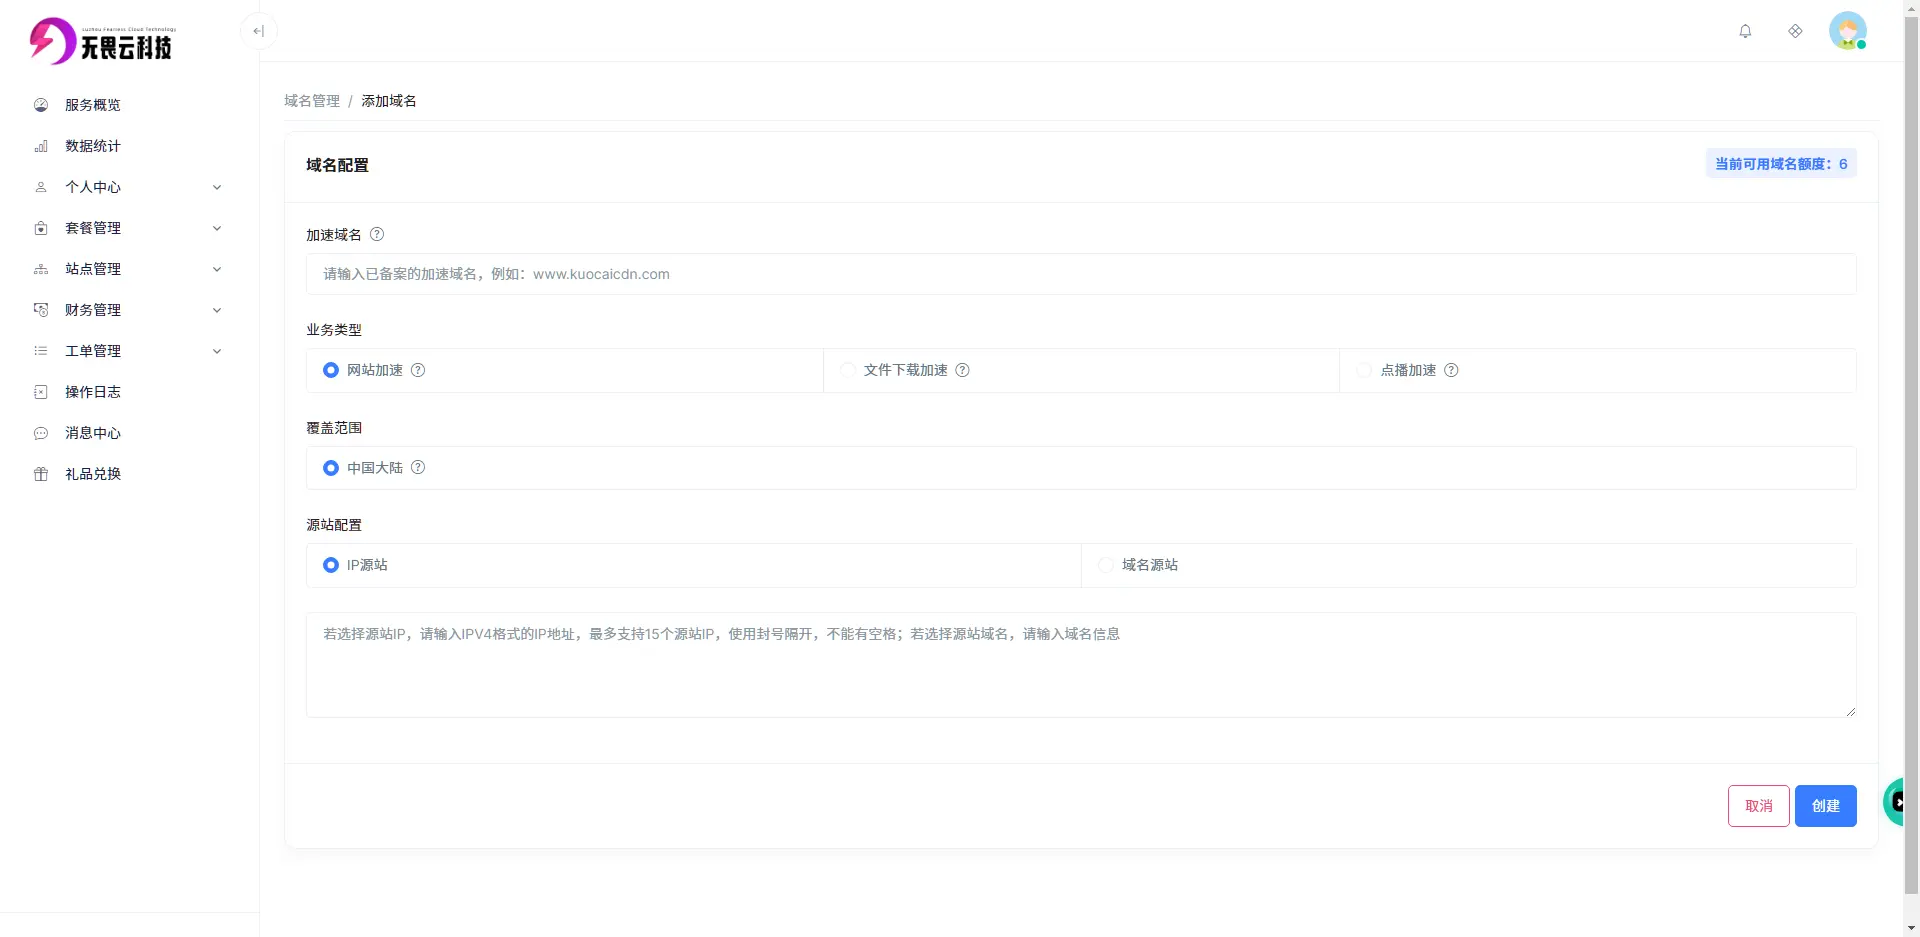 Luzhou Fearless Cloud Technology
无畏云科技
服务概览
数据统计
个人中心
套餐管理
站点管理
财务管理
工单管理
操作日志
消息中心
礼品兑换
域名管理 / 添加域名
域名配置
当前可用域名额度：6
加速域名
请输入已备案的加速域名，例如：www.kuocaicdn.com
业务类型
网站加速
文件下载加速
点播加速
覆盖范围
中国大陆
源站配置
IP源站
域名源站
若选择源站IP，请输入IPV4格式的IP地址，最多支持15个源站IP，使用封号隔开，不能有空格；若选择源站域名，请输入域名信息
取消
创建